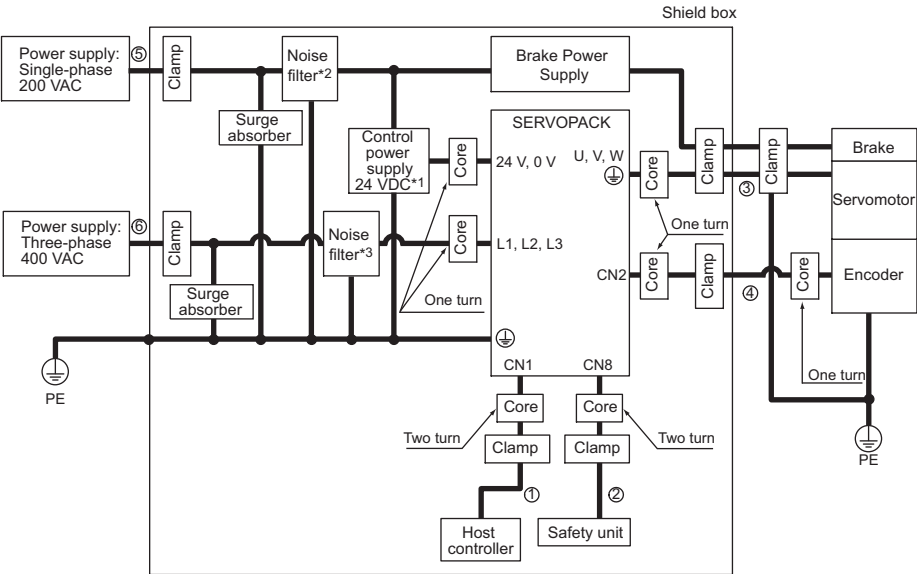 Shield box
Power supply:
Single-phase
200 VAC
⑤
Clamp
Noise
filter*2
Brake Power
Supply
Surge
absorber
Control
power
supply
24 VDC*1
Core
SERVOPACK
24 V, 0 V
U, V, W
Core
Clamp
Clamp
③
Brake
Servomotor
Encoder
Power supply:
Three-phase
400 VAC
⑥
Clamp
Noise
filter*3
Core
L1, L2, L3
One turn
One turn
CN2
Core
Clamp
④
Core
One turn
Surge
absorber
PE
CN1
CN8
Core
Core
Two turn
Two turn
Clamp
Clamp
①
②
Host
controller
Safety unit
PE